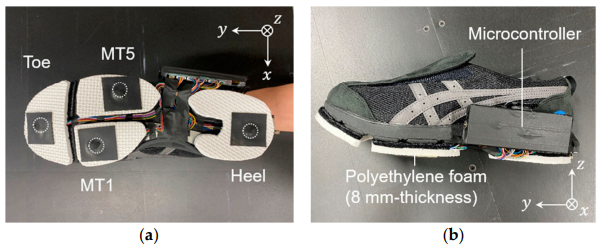 Toe
MT5
MT1
Heel
y
z
x
(a)
Microcontroller
Polyethylene foam
(8 mm-thickness)
z
y
x
(b)